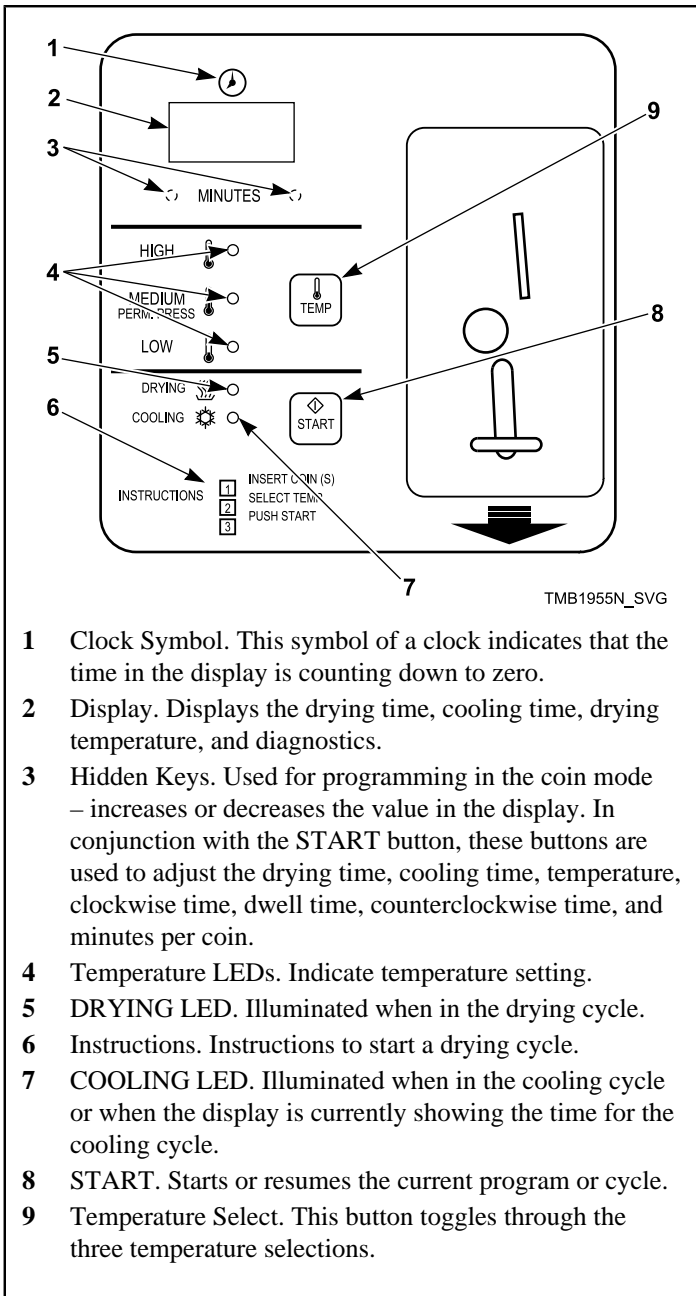 1
2
3
MINUTES
9
HIGH
4
MEDIUM
PERM. PRESS
TEMP
LOW
8
5
DRYING
6
COOLING
START
INSTRUCTIONS
1 INSERT COIN (S)
2 SELECT TEMP
3 PUSH START
7
TMB1955N_SVG
1 Clock Symbol. This symbol of a clock indicates that the
time in the display is counting down to zero.
2 Display. Displays the drying time, cooling time, drying
temperature, and diagnostics.
3 Hidden Keys. Used for programming in the coin mode
– increases or decreases the value in the display. In
conjunction with the START button, these buttons are
used to adjust the drying time, cooling time, temperature,
clockwise time, dwell time, counterclockwise time, and
minutes per coin.
4 Temperature LEDs. Indicate temperature setting.
5 DRYING LED. Illuminated when in the drying cycle.
6 Instructions. Instructions to start a drying cycle.
7 COOLING LED. Illuminated when in the cooling cycle
or when the display is currently showing the time for the
cooling cycle.
8 START. Starts or resumes the current program or cycle.
9 Temperature Select. This button toggles through the
three temperature selections.